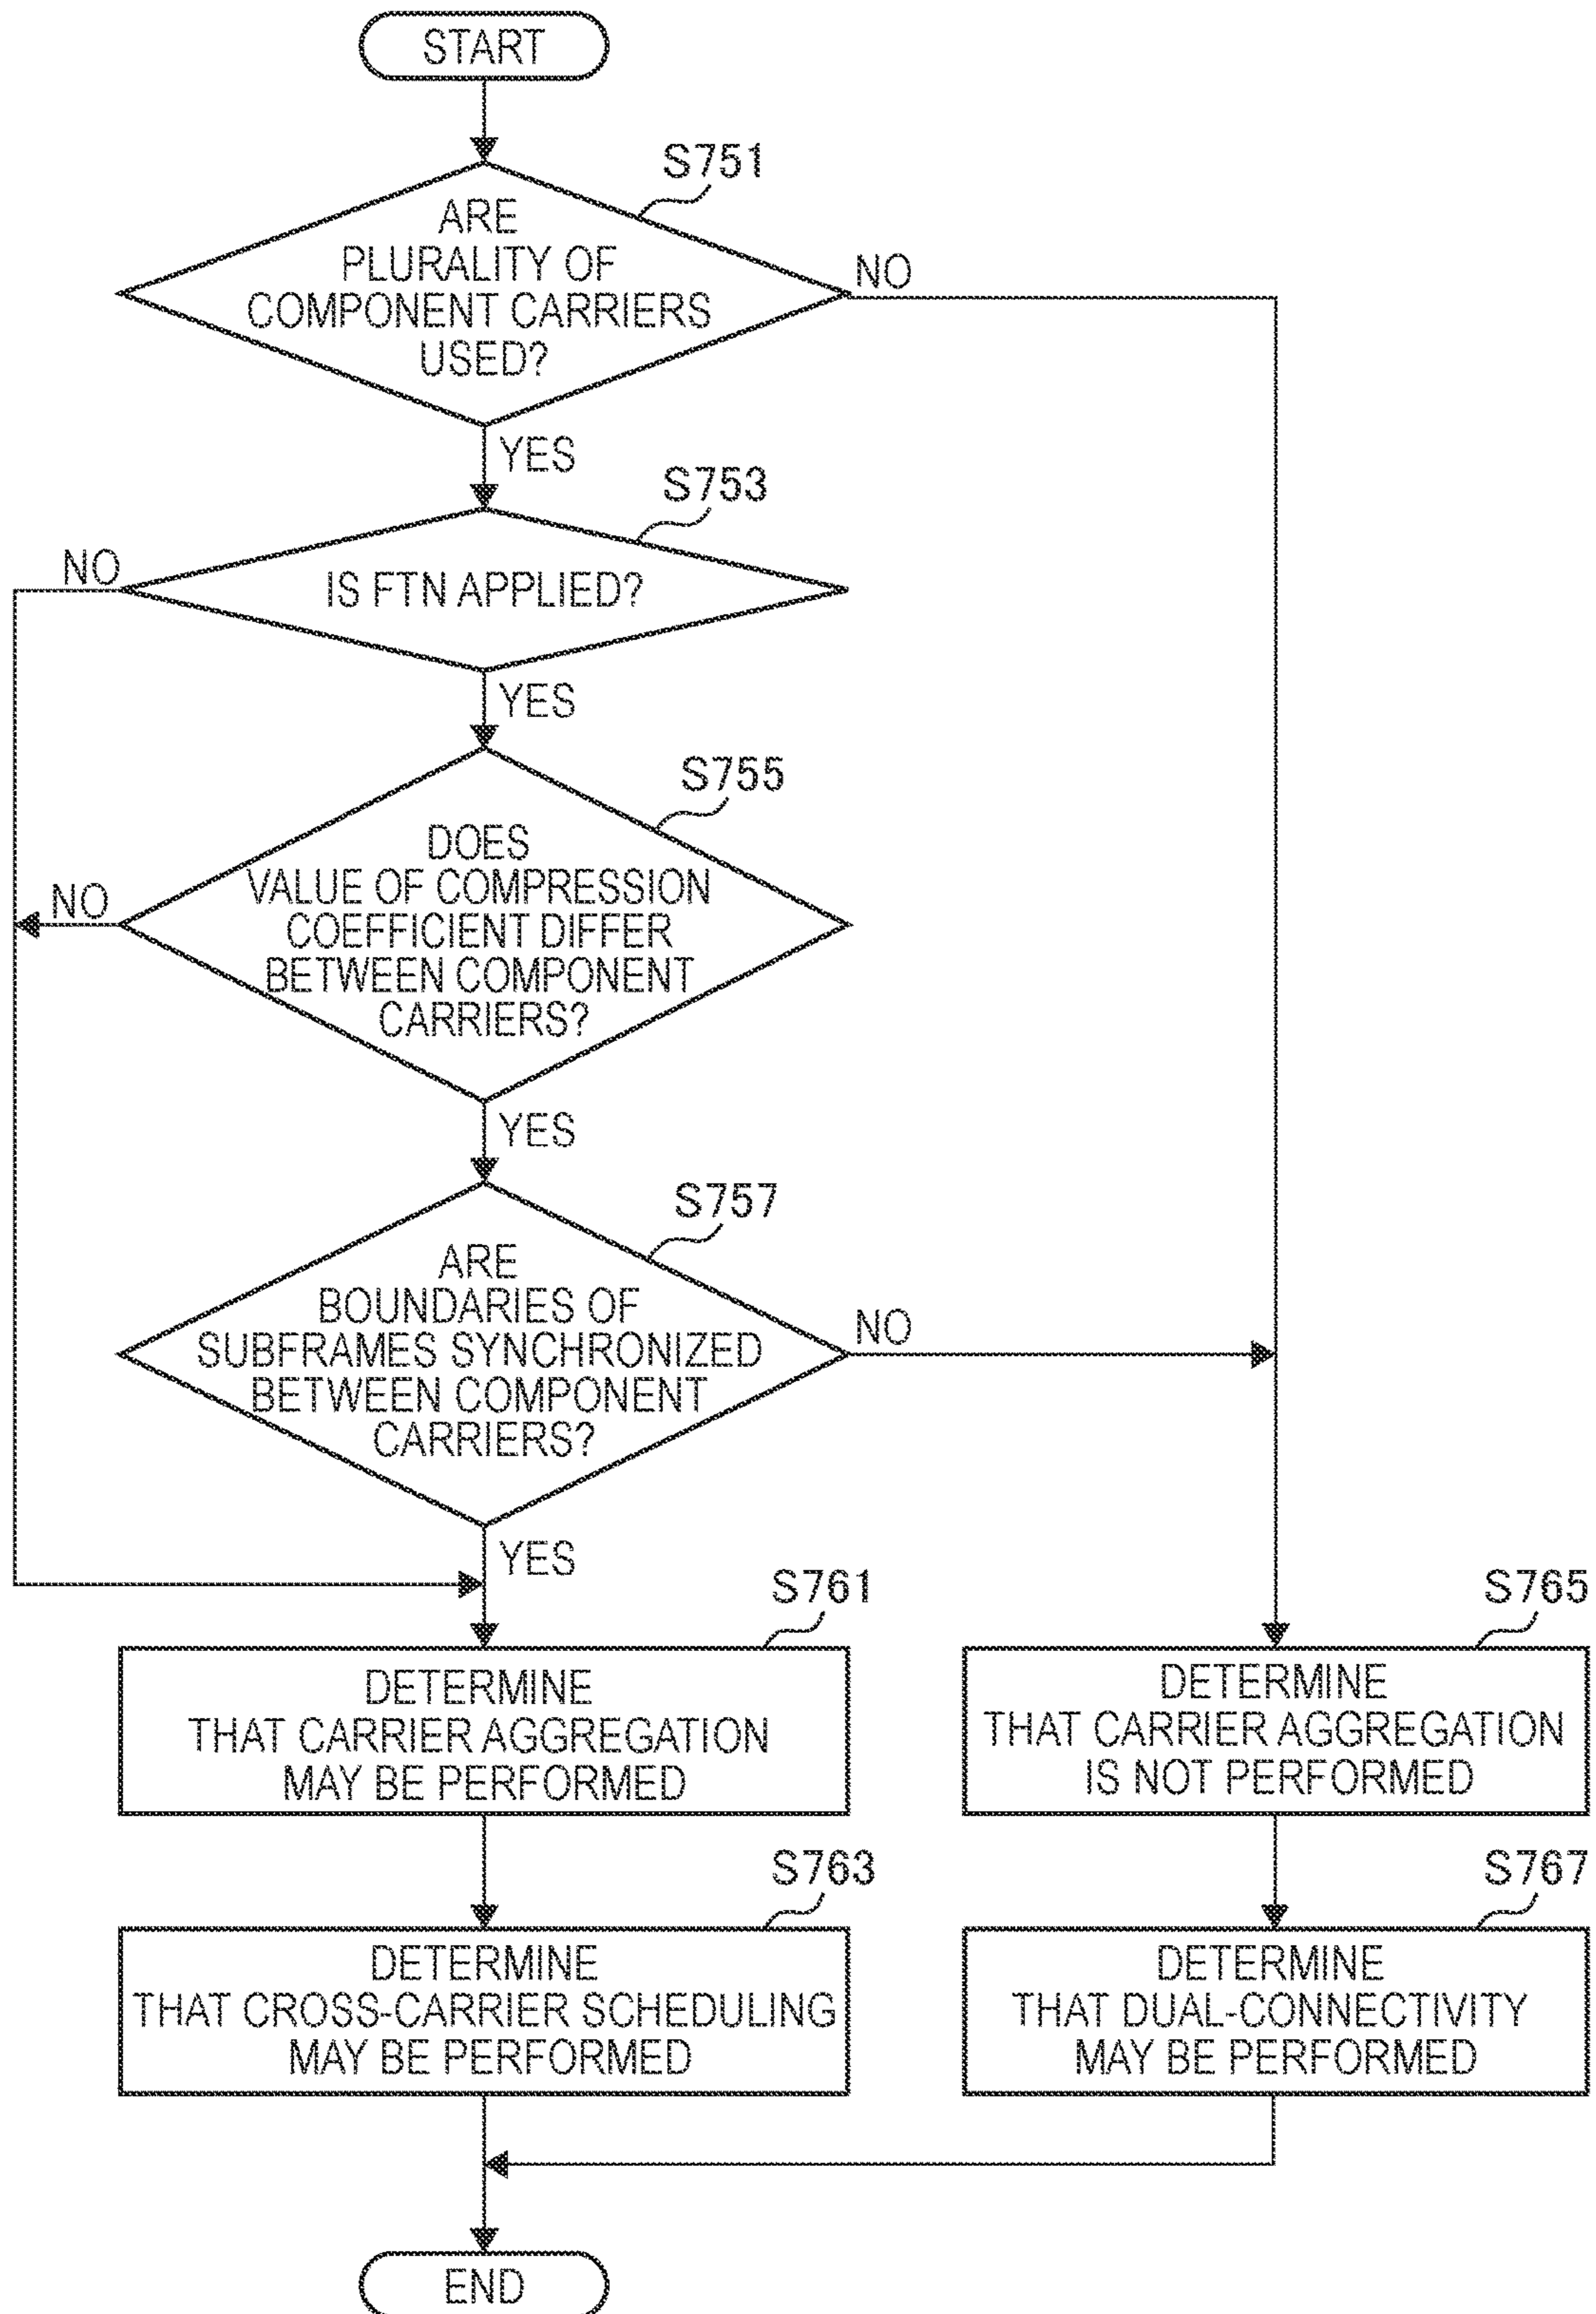 START
S751
ARE
PLURALITY OF
COMPONENT CARRIERS
USED?
NO
YES
S753
NO
IS FTN APPLIED?
YES
S755
DOES
VALUE OF COMPRESSION
COEFFICIENT DIFFER
BETWEEN COMPONENT
CARRIERS?
NO
YES
S757
ARE
BOUNDARIES OF
SUBFRAMES SYNCHRONIZED
BETWEEN COMPONENT
CARRIERS?
NO
YES
S761
DETERMINE
THAT CARRIER AGGREGATION
MAY BE PERFORMED
S765
DETERMINE
THAT CARRIER AGGREGATION
IS NOT PERFORMED
S763
DETERMINE
THAT CROSS-CARRIER SCHEDULING
MAY BE PERFORMED
S767
DETERMINE
THAT DUAL-CONNECTIVITY
MAY BE PERFORMED
END